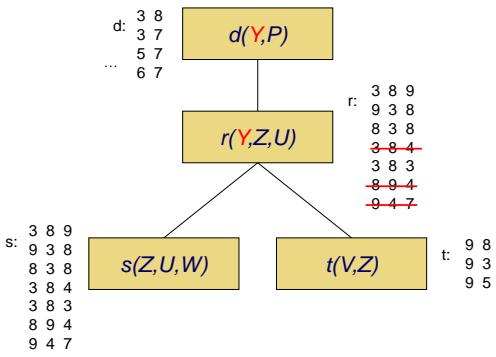 d:
3 8
3 7
5 7
...
6 7
d(Y,P)
r(Y,Z,U)
r:
3 8 9
9 3 8
8 3 8
3 8 4
3 8 3
8 9 4
9 4 7
s:
3 8 9
9 3 8
8 3 8
3 8 4
3 8 3
8 9 4
9 4 7
s(Z,U,W)
t(V,Z)
t:
9 8
9 3
9 5